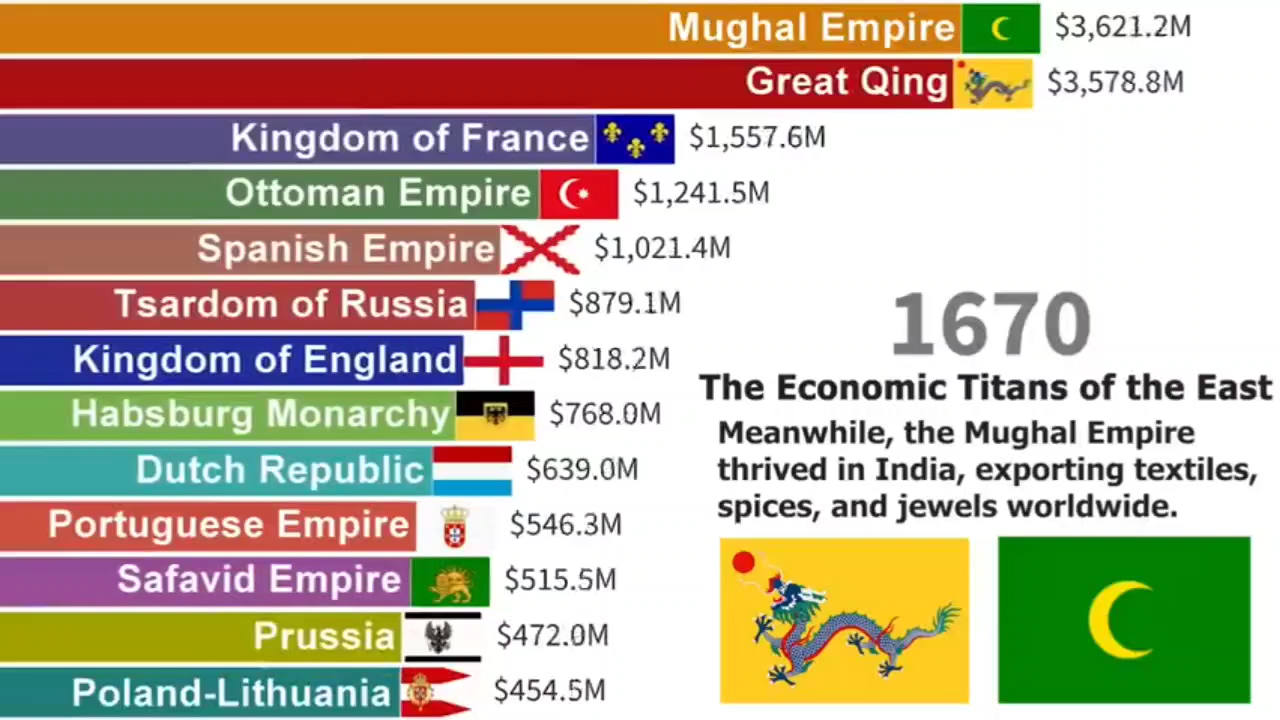 Mughal Empire $3,621.2M
Great Qing $3,578.8M
Kingdom of France $1,557.6M
Ottoman Empire $1,241.5M
Spanish Empire $1,021.4M
Tsardom of Russia $879.1M
Kingdom of England $818.2M
Habsburg Monarchy $768.0M
Dutch Republic $639.0M
Portuguese Empire $546.3M
Safavid Empire $515.5M
Prussia $472.0M
Poland-Lithuania $454.5M
1670
The Economic Titans of the East
Meanwhile, the Mughal Empire
thrived in India, exporting textiles,
spices, and jewels worldwide.